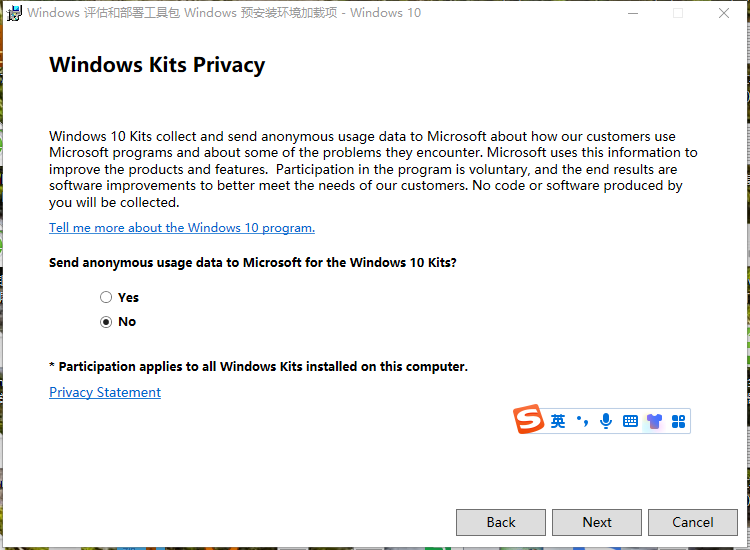 Windows 评估和部署工具包 Windows 预安装环境加载项 - Windows 10
Windows Kits Privacy
Windows 10 Kits collect and send anonymous usage data to Microsoft about how our customers use
Microsoft programs and about some of the problems they encounter. Microsoft uses this information to
improve the products and features.  Participation in the program is voluntary, and the end results are
software improvements to better meet the needs of our customers. No code or software produced by
you will be collected.
Tell me more about the Windows 10 program.
Send anonymous usage data to Microsoft for the Windows 10 Kits?
Yes
No
* Participation applies to all Windows Kits installed on this computer.
Privacy Statement
S 英
Back Next Cancel